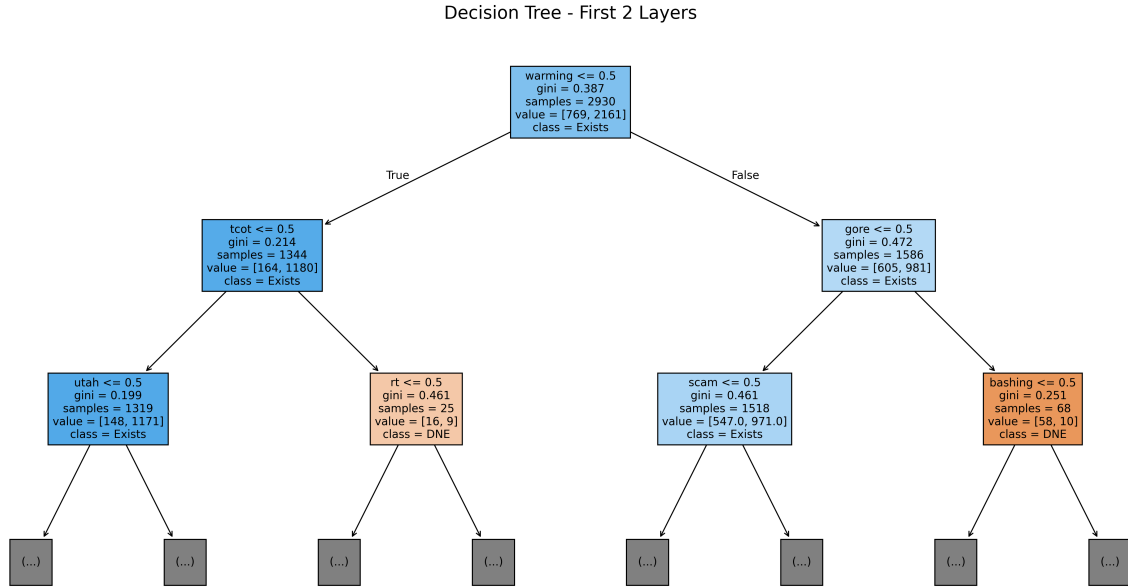 Decision Tree - First 2 Layers
warming <= 0.5
gini = 0.387
samples = 2930
value = [769, 2161]
class = Exists
True
False
tcot <= 0.5
gini = 0.214
samples = 1344
value = [164, 1180]
class = Exists
gore <= 0.5
gini = 0.472
samples = 1586
value = [605, 981]
class = Exists
utah <= 0.5
gini = 0.199
samples = 1319
value = [148, 1171]
class = Exists
rt <= 0.5
gini = 0.461
samples = 25
value = [16, 9]
class = DNE
scam <= 0.5
gini = 0.461
samples = 1518
value = [547.0, 971.0]
class = Exists
bashing <= 0.5
gini = 0.251
samples = 68
value = [58, 10]
class = DNE
(...)
(...)
(...)
(...)
(...)
(...)
(...)
(...)